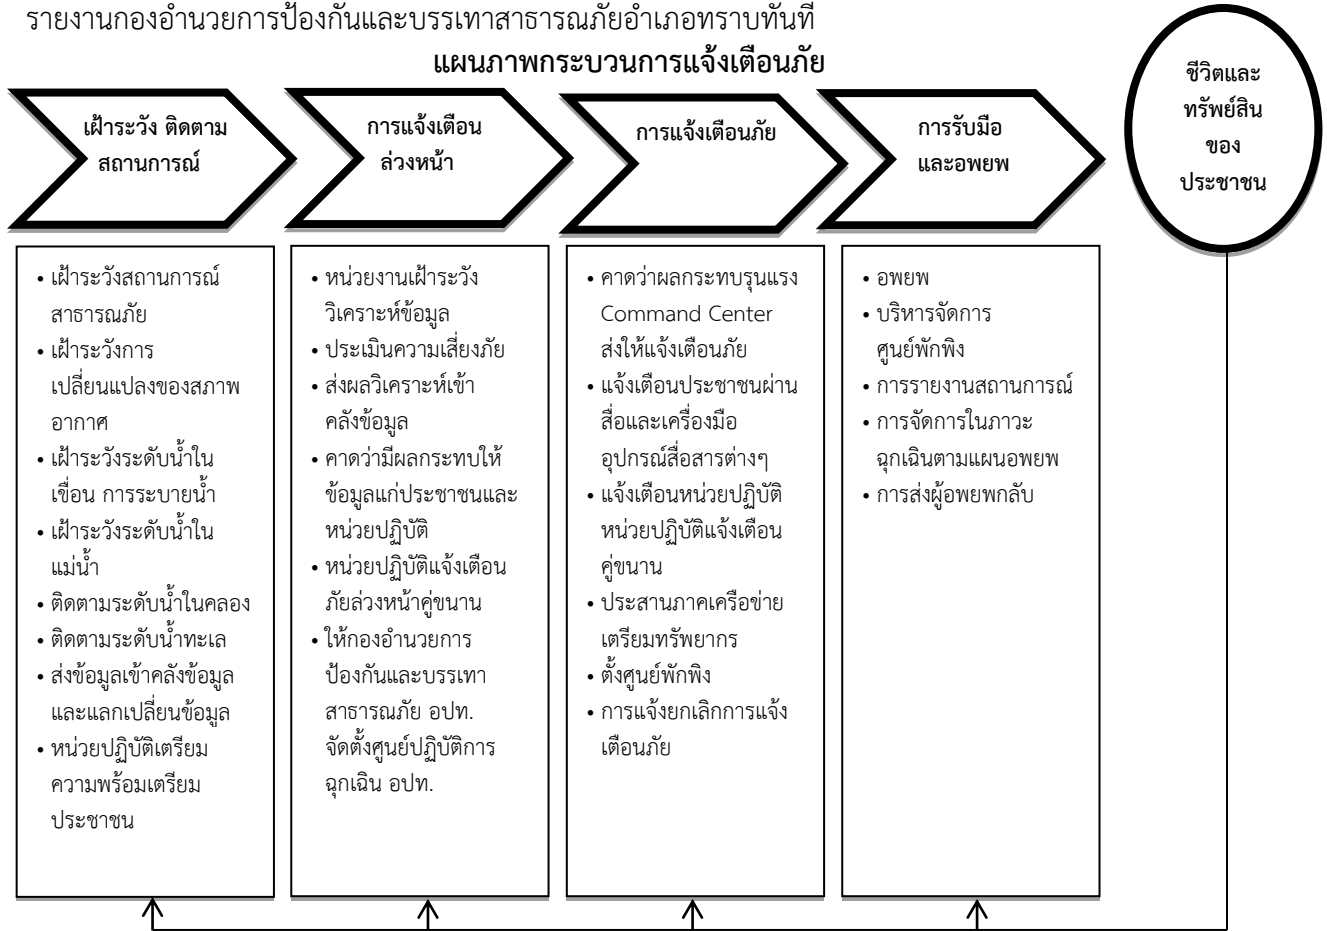 รายงานกองอำนวยการป้องกันและบรรเทาสาธารณภัยอำเภอทราบทันที
แผนภาพกระบวนการแจ้งเตือนภัย
เฝ้าระวัง ติดตาม
สถานการณ์
การแจ้งเตือน
ล่วงหน้า
การแจ้งเตือนภัย
การรับมือ
และอพยพ
ชีวิตและ
ทรัพย์สิน
ของ
ประชาชน
• เฝ้าระวังสถานการณ์
สาธารณภัย
• เฝ้าระวังการ
เปลี่ยนแปลงของสภาพ
อากาศ
• เฝ้าระวังระดับน้ำใน
เขื่อน การระบายน้ำ
• เฝ้าระวังระดับน้ำใน
แม่น้ำ
• ติดตามระดับน้ำในคลอง
• ติดตามระดับน้ำทะเล
• ส่งข้อมูลเข้าคลังข้อมูล
และแลกเปลี่ยนข้อมูล
• หน่วยปฏิบัติเตรียม
ความพร้อมเตรียม
ประชาชน
• หน่วยงานเฝ้าระวัง
วิเคราะห์ข้อมูล
• ประเมินความเสี่ยงภัย
• ส่งผลวิเคราะห์เข้า
คลังข้อมูล
• คาดว่ามีผลกระทบให้
ข้อมูลแก่ประชาชนและ
หน่วยปฏิบัติ
• หน่วยปฏิบัติแจ้งเตือน
ภัยล่วงหน้าคู่ขนาน
• ให้กองอำนวยการ
ป้องกันและบรรเทา
สาธารณภัย อปท.
จัดตั้งศูนย์ปฏิบัติการ
ฉุกเฉิน อปท.
• คาดว่าผลกระทบรุนแรง
Command Center
ส่งให้แจ้งเตือนภัย
• แจ้งเตือนประชาชนผ่าน
สื่อและเครื่องมือ
อุปกรณ์สื่อสารต่างๆ
• แจ้งเตือนหน่วยปฏิบัติ
หน่วยปฏิบัติแจ้งเตือน
คู่ขนาน
• ประสานภาคเครือข่าย
เตรียมทรัพยากร
• ตั้งศูนย์พักพิง
• การแจ้งยกเลิกการแจ้ง
เตือนภัย
• อพยพ
• บริหารจัดการ
ศูนย์พักพิง
• การรายงานสถานการณ์
• การจัดการในภาวะ
ฉุกเฉินตามแผนอพยพ
• การส่งผู้อพยพกลับ